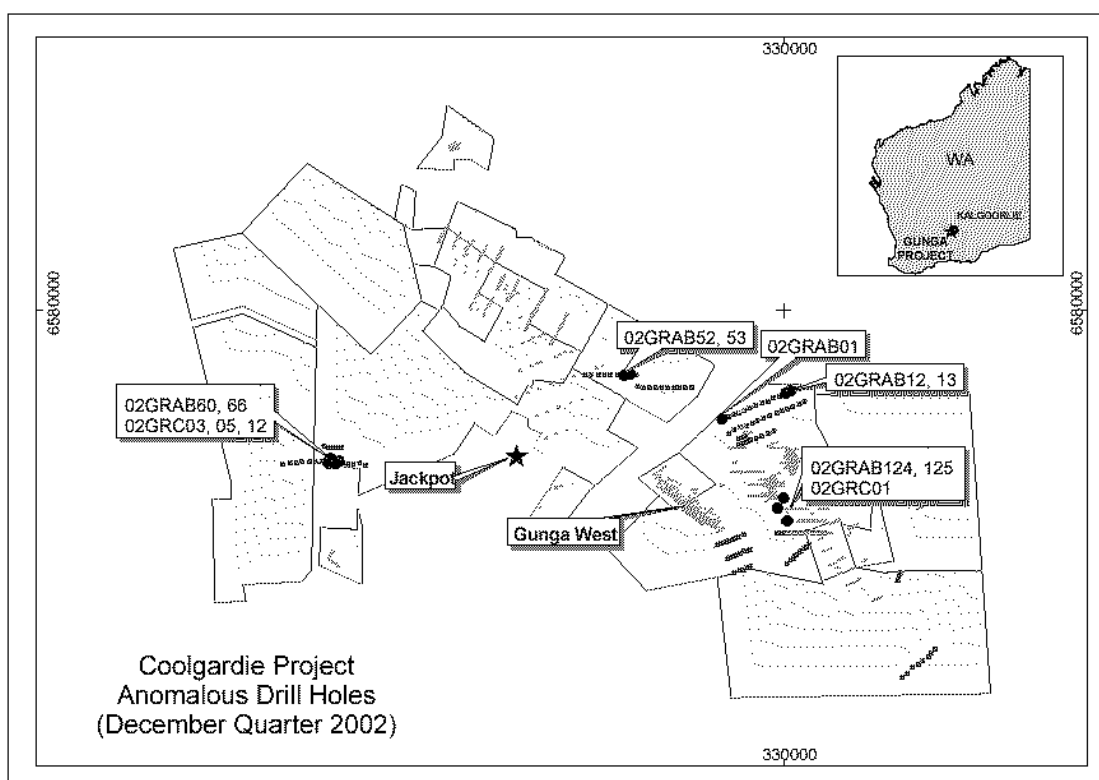 330000
WA
KALGOORLIE
GUNGA
PROJECT
6580000
6580000
02GRAB52, 53
02GRAB01
02GRAB12, 13
02GRAB60, 66
02GRC03, 05, 12
Jackpot
02GRAB124, 125
02GRC01
Gunga West
Coolgardie Project
Anomalous Drill Holes
(December Quarter 2002)
330000